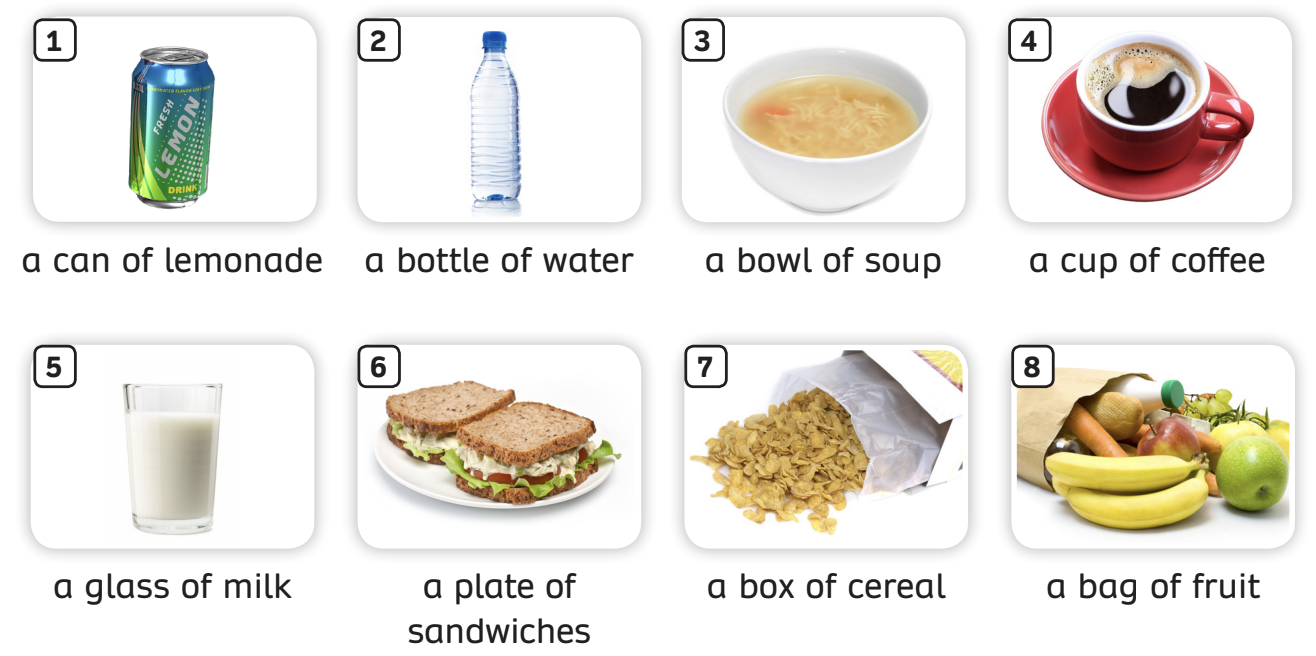 1
FRESH
LEMON
DRINK
2
3
4
a can of lemonade
a bottle of water
a bowl of soup
a cup of coffee
5
6
7
8
a glass of milk
a plate of
sandwiches
a box of cereal
a bag of fruit